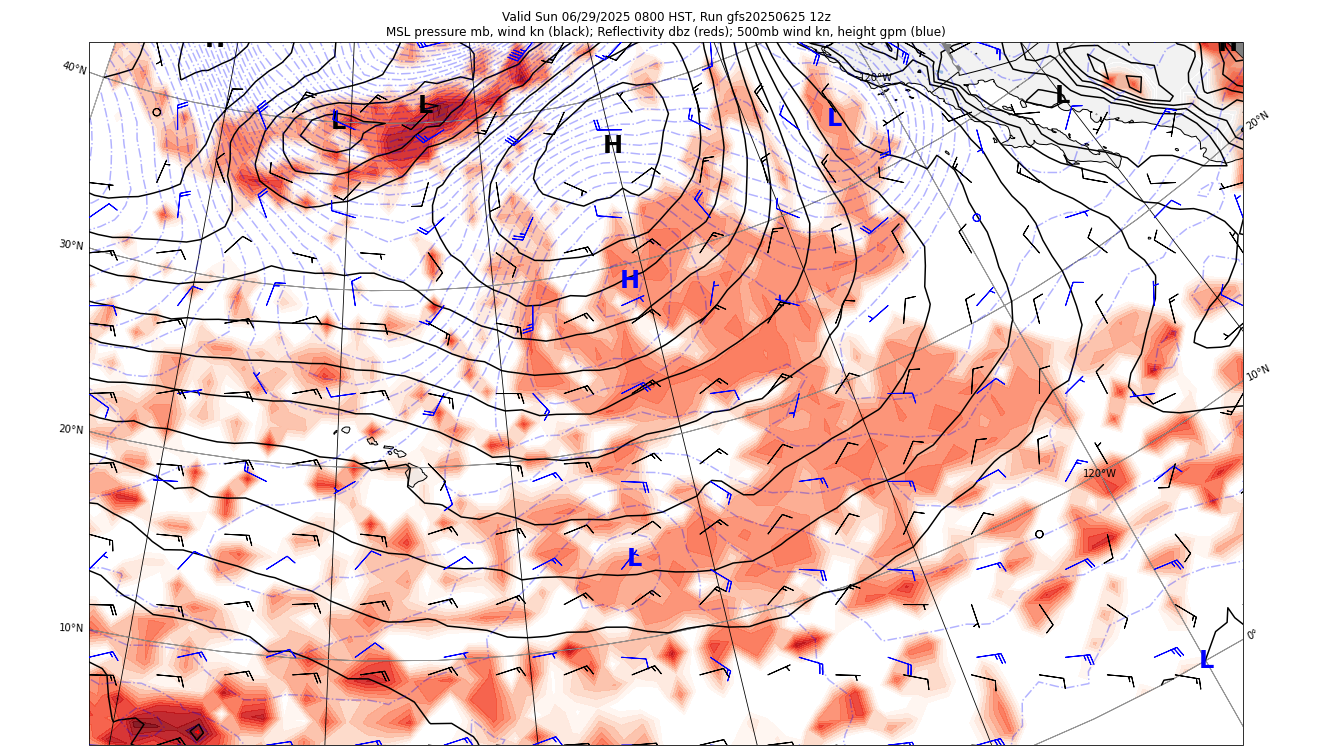 Valid Sun 06/29/2025 0800 HST, Run gfs20250625 12z
MSL pressure mb, wind kn (black); Reflectivity dbz (reds); 500mb wind kn, height gpm (blue)
H
H
40°N
120°W
L
L
L
L
20°N
H
30°N
H
10°N
20°N
120°W
L
10°N
0°
L